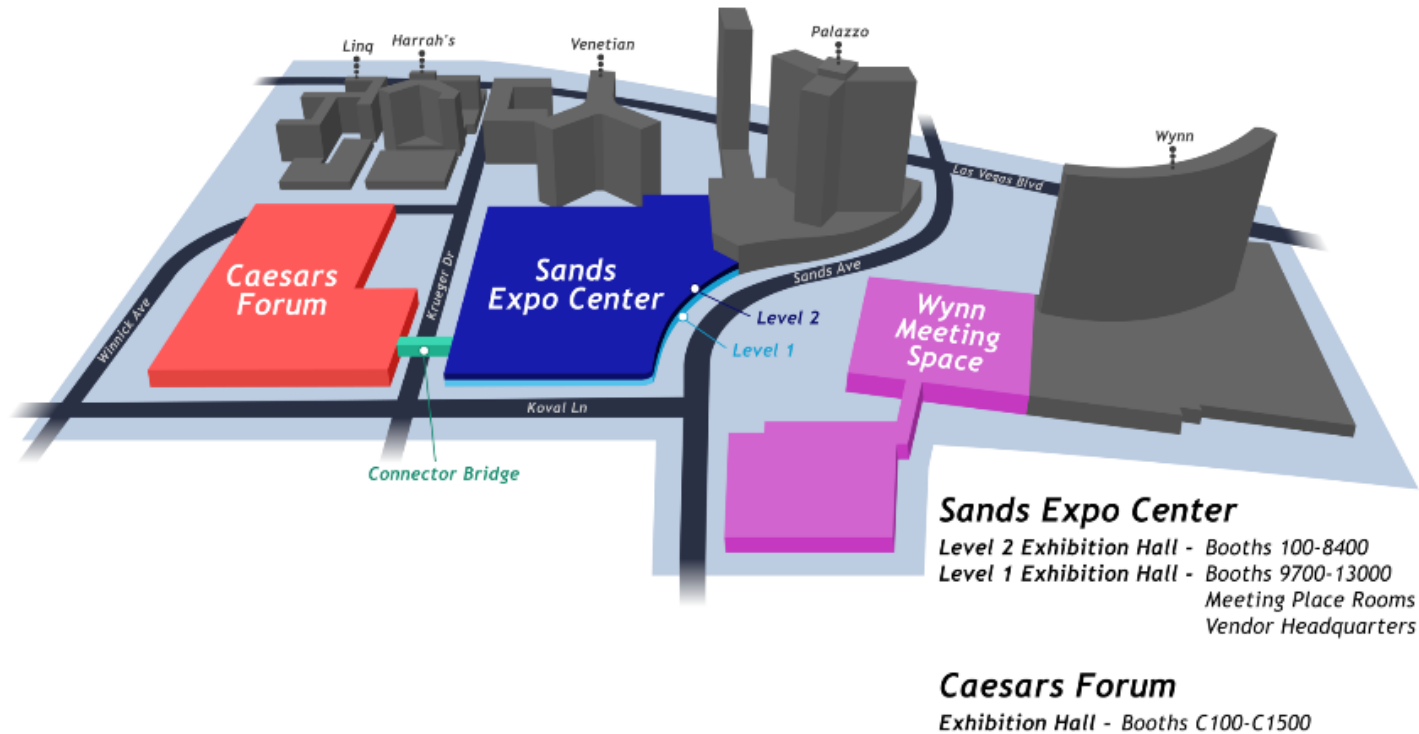 Linq
Harrah's
Venetian
Palazzo
Wynn
Las Vegas Blvd
Caesars
Forum
Winnick Ave
Krueger Dr
Sands
Expo Center
Sands Ave
Level 2
Level 1
Wynn
Meeting
Space
Koval Ln
Connector Bridge
Sands Expo Center
Level 2 Exhibition Hall - Booths 100-8400
Level 1 Exhibition Hall - Booths 9700-13000
Meeting Place Rooms
Vendor Headquarters
Caesars Forum
Exhibition Hall - Booths C100-C1500